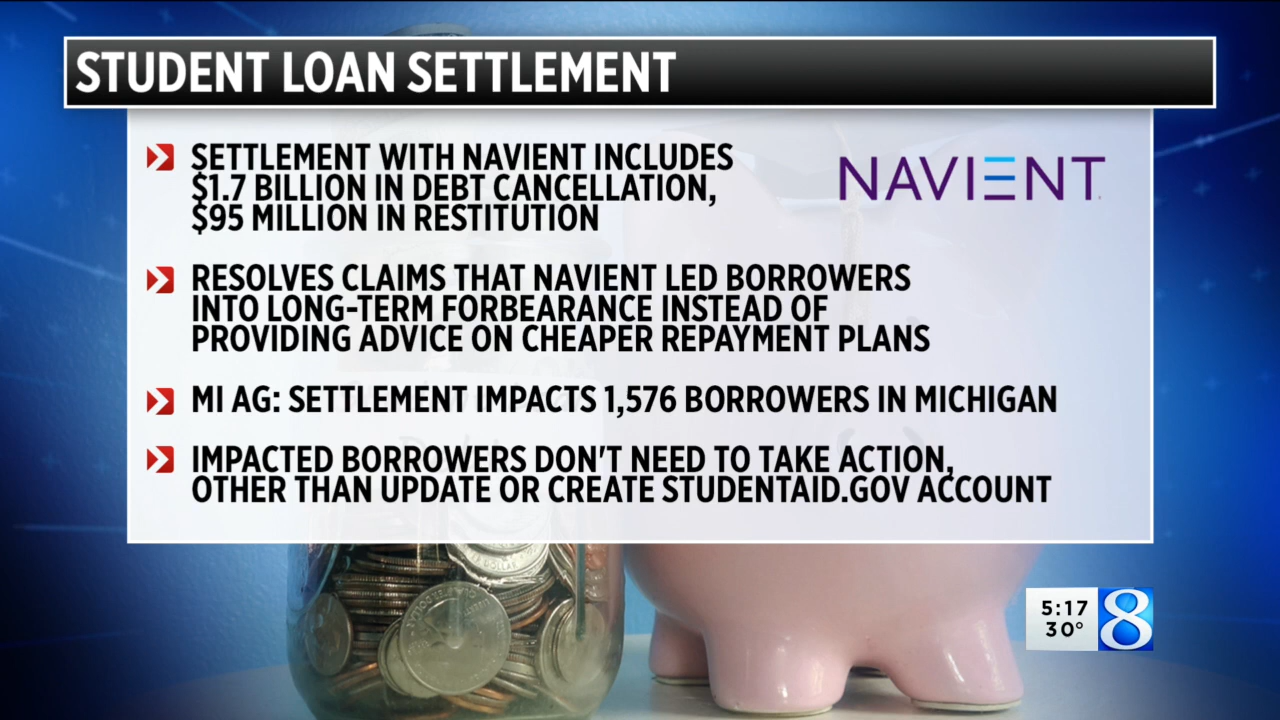 STUDENT LOAN SETTLEMENT
SETTLEMENT WITH NAVIENT INCLUDES
$1.7 BILLION IN DEBT CANCELLATION,
$95 MILLION IN RESTITUTION
NAVIENT
RESOLVES CLAIMS THAT NAVIENT LED BORROWERS
INTO LONG-TERM FORBEARANCE INSTEAD OF
PROVIDING ADVICE ON CHEAPER REPAYMENT PLANS
MI AG: SETTLEMENT IMPACTS 1,576 BORROWERS IN MICHIGAN
IMPACTED BORROWERS DON'T NEED TO TAKE ACTION,
OTHER THAN UPDATE OR CREATE STUDENTAID.GOV ACCOUNT
5:17
30°
8